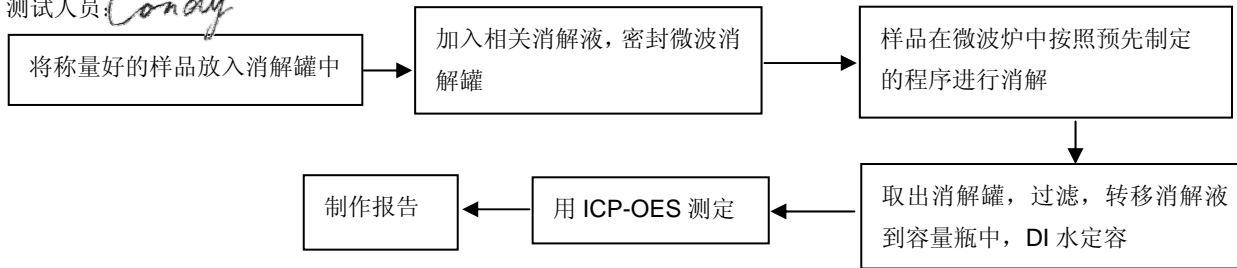 测试人员:Condy
将称量好的样品放入消解罐中
加入相关消解液，密封微波消
解罐
样品在微波炉中按照预先制定
的程序进行消解
取出消解罐，过滤，转移消解液
到容量瓶中，DI 水定容
用 ICP-OES 测定
制作报告